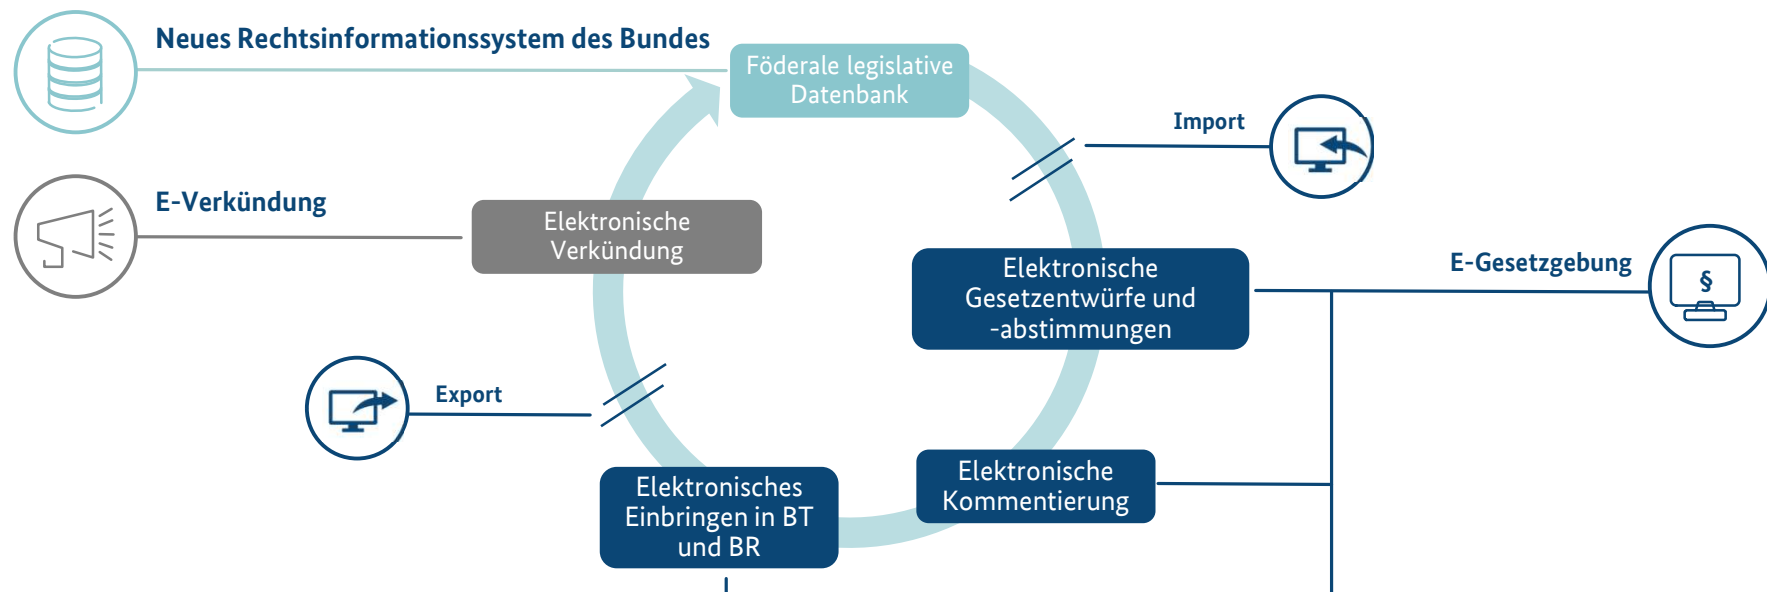 Neues Rechtsinformationssystem des Bundes
Föderale legislative
Datenbank
Import
E-Verkündung
Elektronische
Verkündung
Elektronische
Gesetzentwürfe und
-abstimmungen
E-Gesetzgebung
§
Export
Elektronische
Kommentierung
Elektronisches
Einbringen in BT
und BR